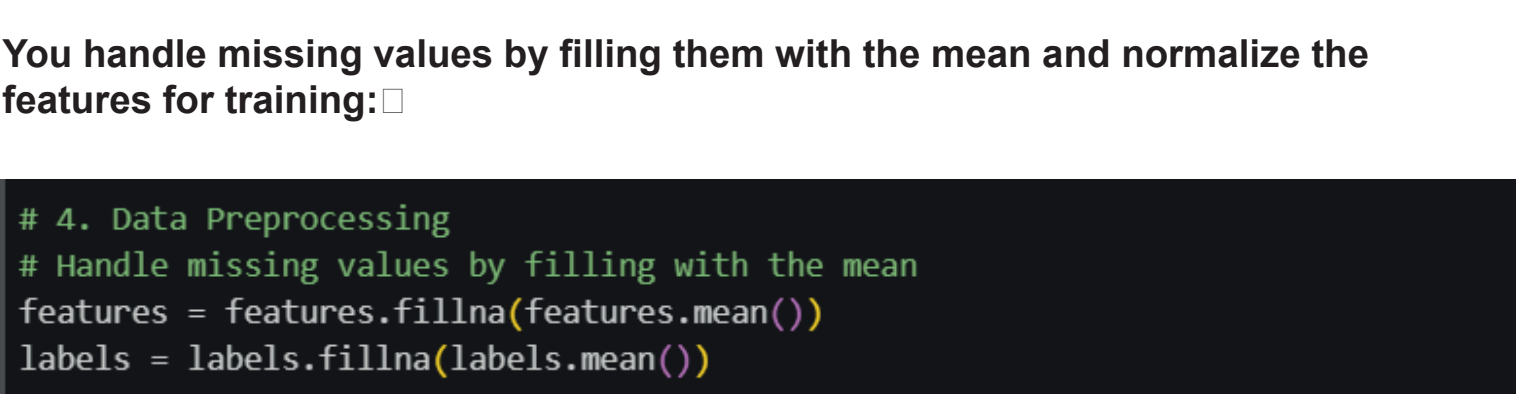 You handle missing values by filling them with the mean and normalize the
features for training:
# 4. Data Preprocessing
# Handle missing values by filling with the mean
features = features.fillna(features.mean())
labels = labels.fillna(labels.mean())